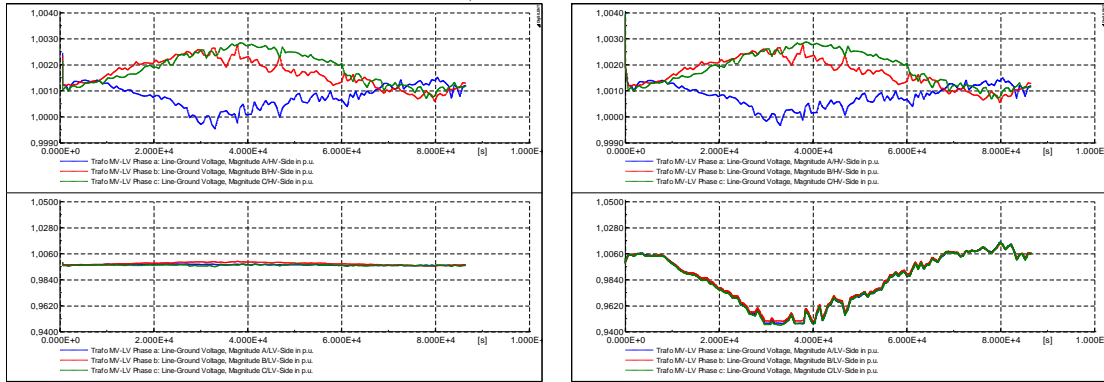 1,0040
1,0030
1,0020
1,0010
1,0000
0,9990
0.000E+0 2.000E+4 4.000E+4 6.000E+4 8.000E+4 [s] 1.000E+
Trafo MV-LV Phase a: Line-Ground Voltage, Magnitude A/HV-Side in p.u.
Trafo MV-LV Phase b: Line-Ground Voltage, Magnitude B/HV-Side in p.u.
Trafo MV-LV Phase c: Line-Ground Voltage, Magnitude C/HV-Side in p.u.
1,0500
1,0280
1,0060
0,9840
0,9620
0,9400
0.000E+0 2.000E+4 4.000E+4 6.000E+4 8.000E+4 [s] 1.000E+
Trafo MV-LV Phase a: Line-Ground Voltage, Magnitude A/LV-Side in p.u.
Trafo MV-LV Phase b: Line-Ground Voltage, Magnitude B/LV-Side in p.u.
Trafo MV-LV Phase c: Line-Ground Voltage, Magnitude C/LV-Side in p.u.
1,0040
1,0030
1,0020
1,0010
1,0000
0,9990
0.000E+0 2.000E+4 4.000E+4 6.000E+4 8.000E+4 [s] 1.000E
Trafo MV-LV Phase a: Line-Ground Voltage, Magnitude A/HV-Side in p.u.
Trafo MV-LV Phase b: Line-Ground Voltage, Magnitude B/HV-Side in p.u.
Trafo MV-LV Phase c: Line-Ground Voltage, Magnitude C/HV-Side in p.u.
1,0500
1,0280
1,0060
0,9840
0,9620
0,9400
0.000E+0 2.000E+4 4.000E+4 6.000E+4 8.000E+4 [s] 1.000E
Trafo MV-LV Phase a: Line-Ground Voltage, Magnitude A/LV-Side in p.u.
Trafo MV-LV Phase b: Line-Ground Voltage, Magnitude B/LV-Side in p.u.
Trafo MV-LV Phase c: Line-Ground Voltage, Magnitude C/LV-Side in p.u.